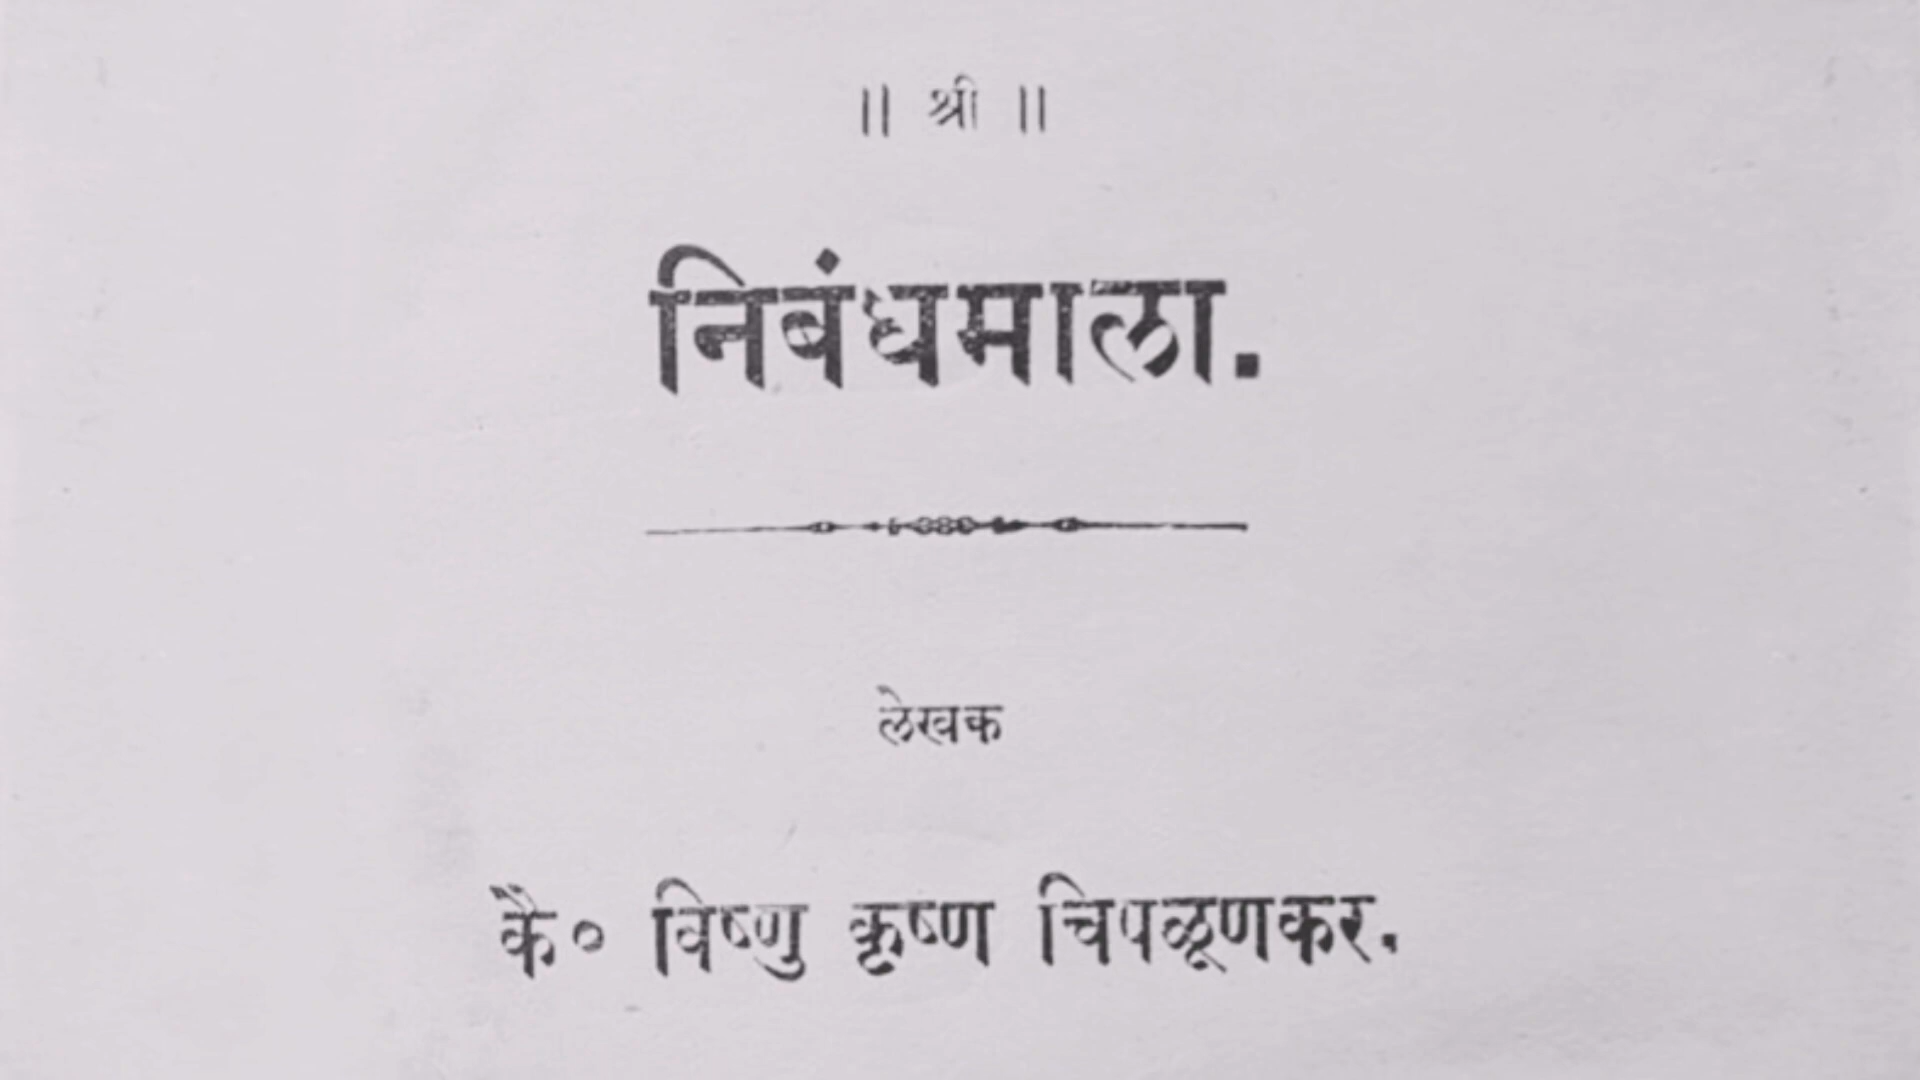 || श्री ||
निबंधमाला.
लेखक
कै० विष्णु कृष्ण चिपळूणकर.